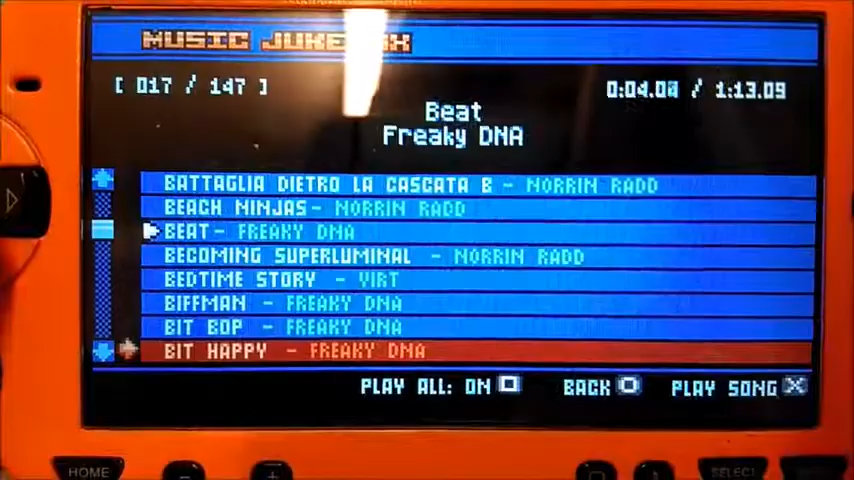 MUSIC JUKEBOX
[ 017 / 147 ]
0:04.00 / 1:13.09
Beat
Freaky DNA
BATTAGLIA DIETRO LA CASCATA B - NORRIN RADD
BEACH NINJAS - NORRIN RADD
BEAT - FREAKY DNA
BECOMING SUPERLUMINAL - NORRIN RADD
BEDTIME STORY - VIRT
BIFFMAN - FREAKY DNA
BIT BOP - FREAKY DNA
BIT HAPPY - FREAKY DNA
PLAY ALL: ON BACK PLAY SONG
HOME - + SELECT